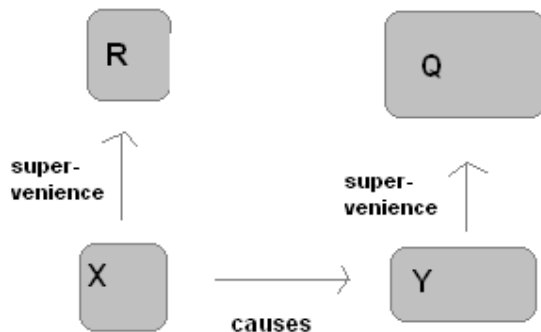 R
Q
super-
venience
super-
venience
X
Y
causes